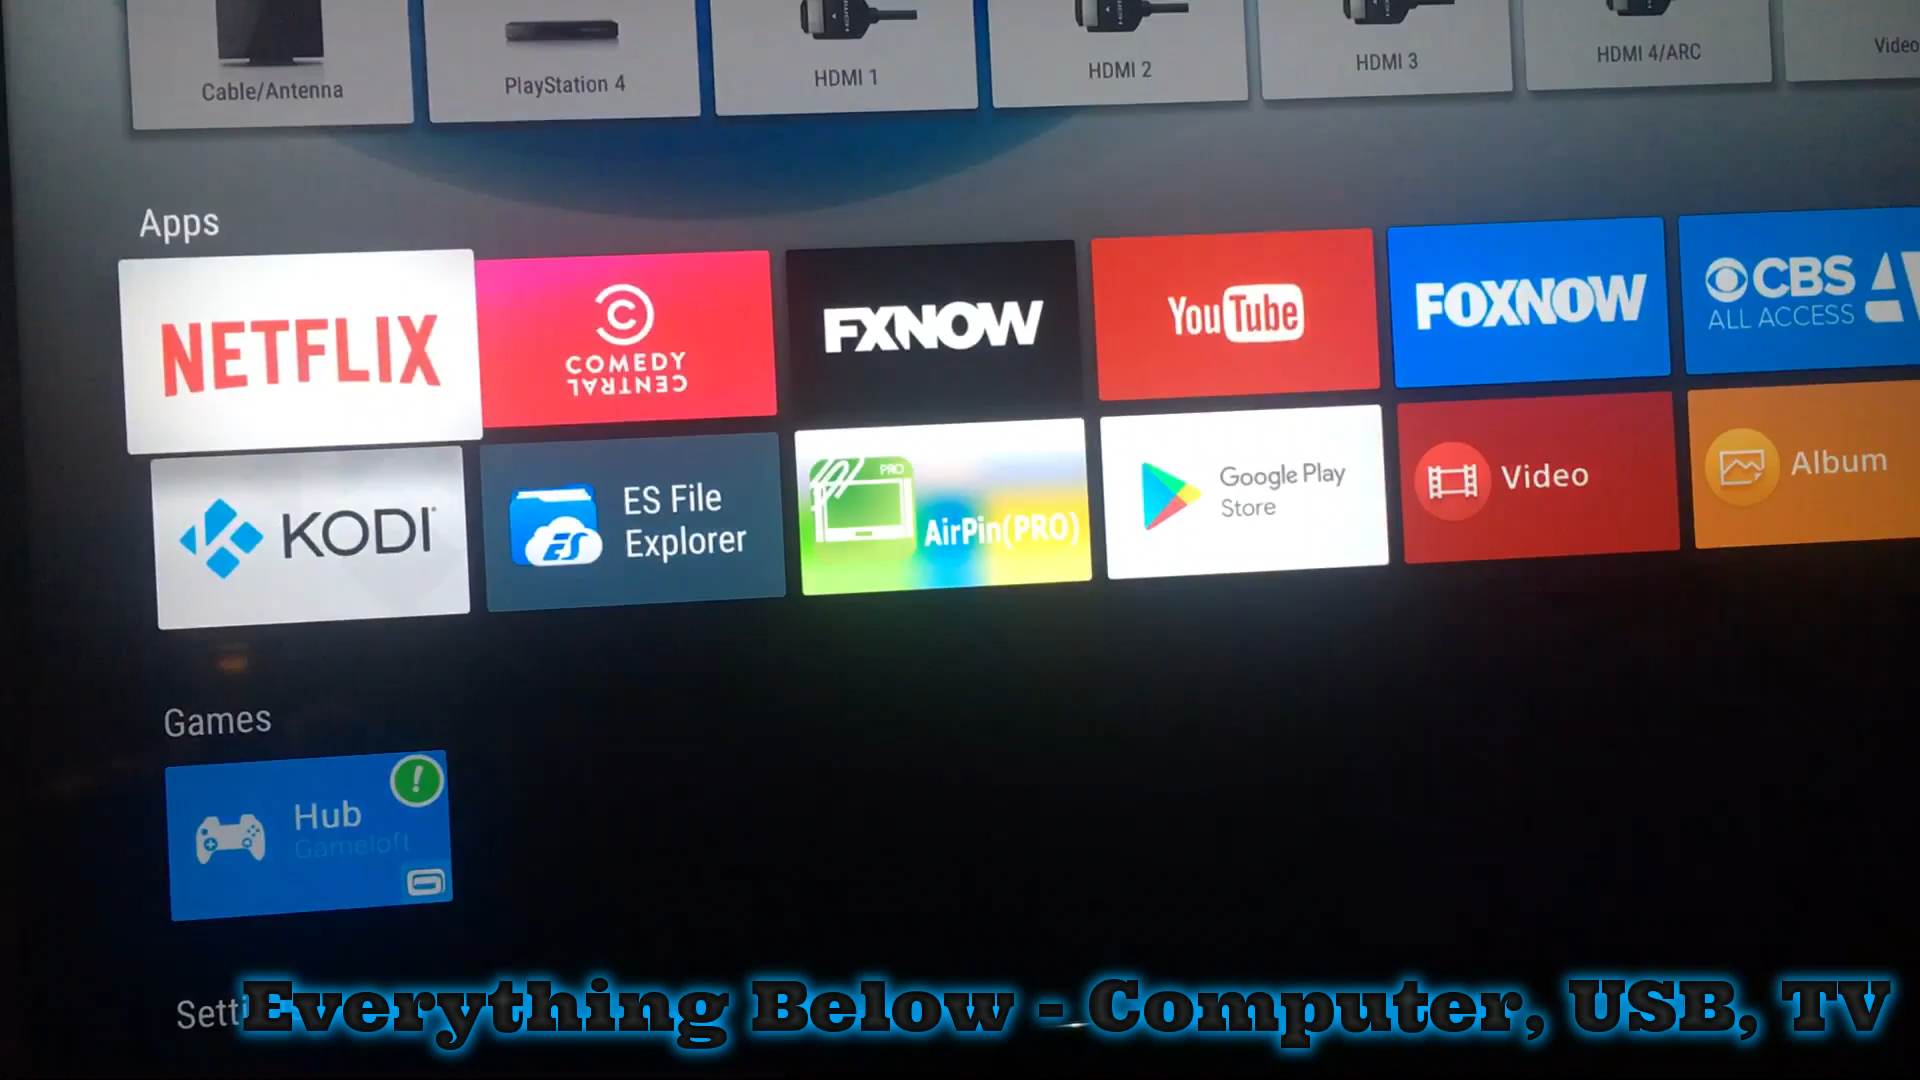 Cable/Antenna
PlayStation 4
HDMI 1
HDMI 2
HDMI 3
HDMI 4/ARC
Video
Apps
NETFLIX
COMEDY
CENTRAL
FXNOW
YouTube
FOXNOW
CBS
ALL ACCESS
KODI
ES File
Explorer
ES
PRO
AirPin(PRO)
Google Play
Store
Video
Album
Games
Hub
Gameloft
Setti
Everything Below - Computer, USB, TV